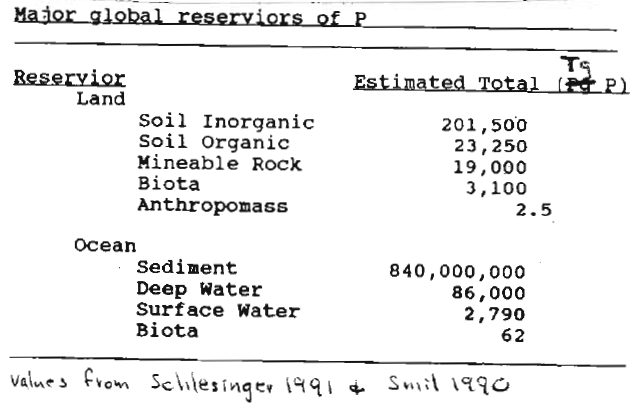 Major global reserviors of P
Tg
Reservior Estimated Total (Pg P)
Land
Soil Inorganic 201,500
Soil Organic 23,250
Mineable Rock 19,000
Biota 3,100
Anthropomass 2.5
Ocean
Sediment 840,000,000
Deep Water 86,000
Surface Water 2,790
Biota 62
Values from Schlesinger 1991 & Smil 1990